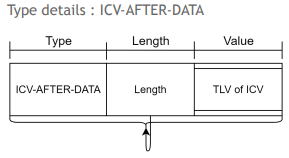 Type details : ICV-AFTER-DATA
Type Length Value
ICV-AFTER-DATA Length TLV of ICV